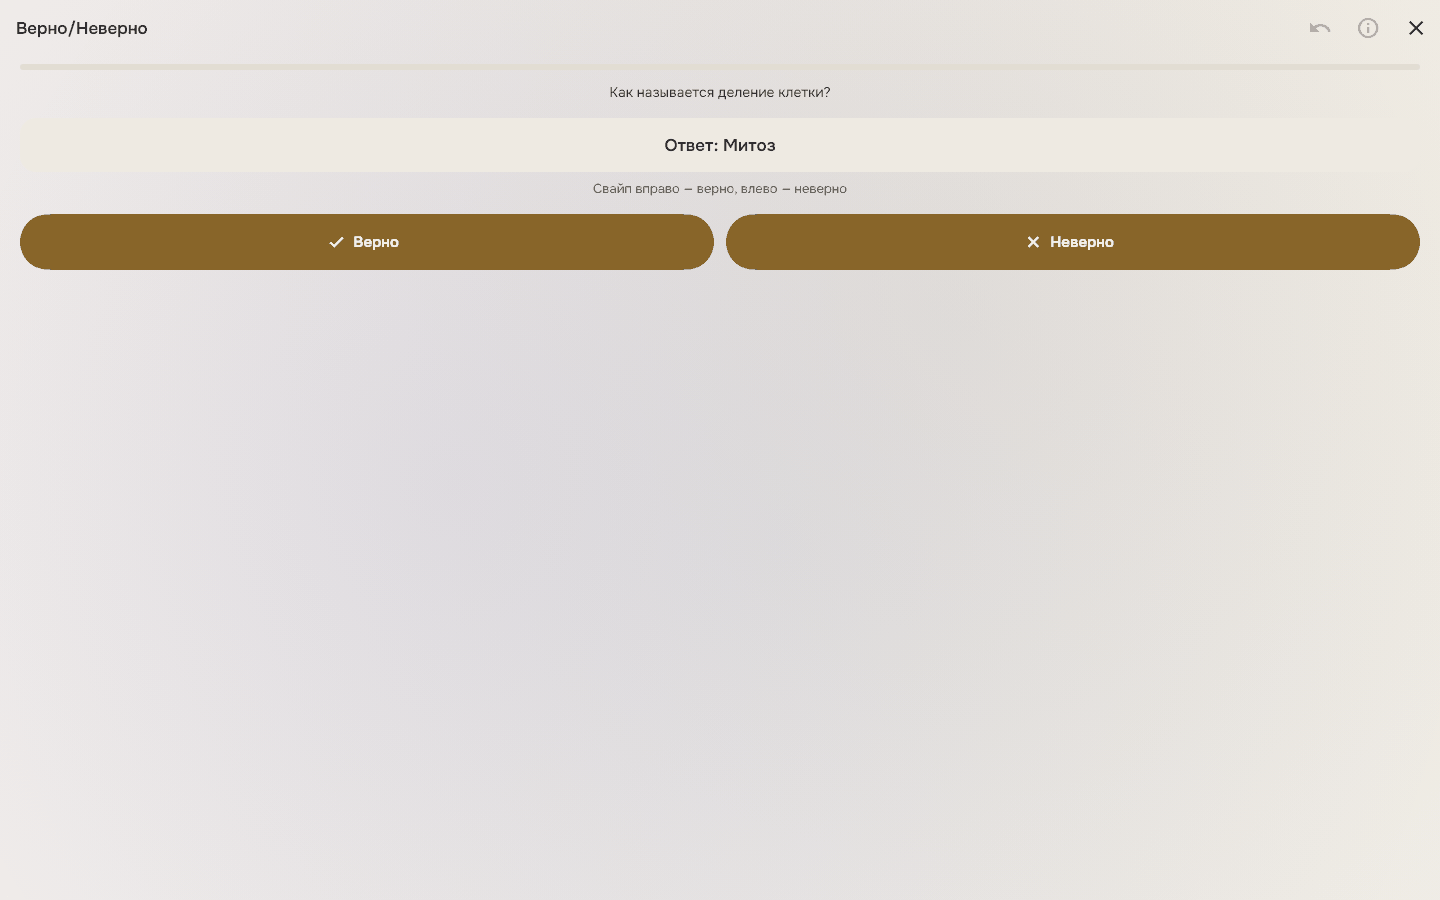 Верно/Неверно
Как называется деление клетки?
Ответ: Митоз
Свайп вправо — верно, влево — неверно
Верно
Неверно